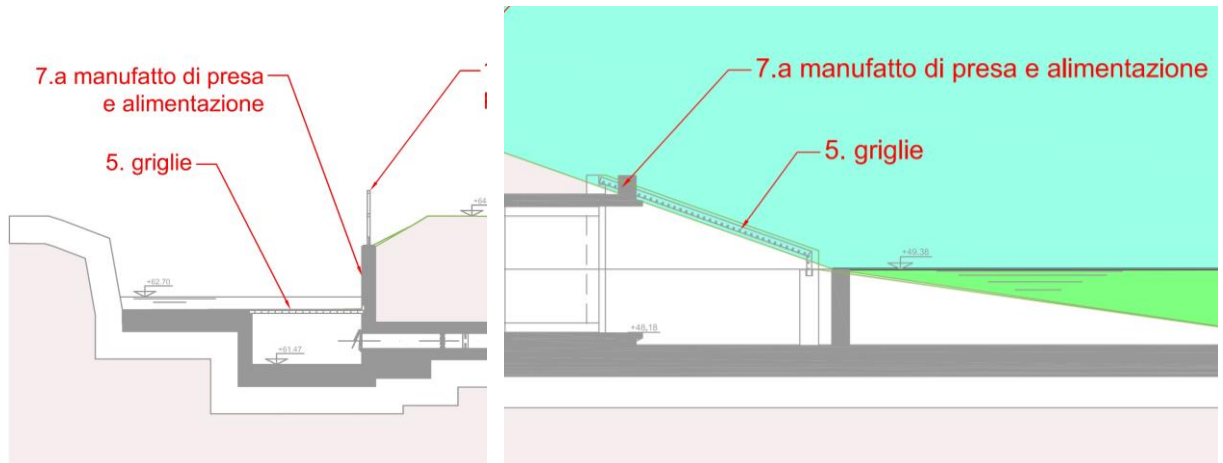 7.a manufatto di presa
e alimentazione
5. griglie
+62.70
+61.47
+64
7.a manufatto di presa e alimentazione
5. griglie
+49.38
+48,18